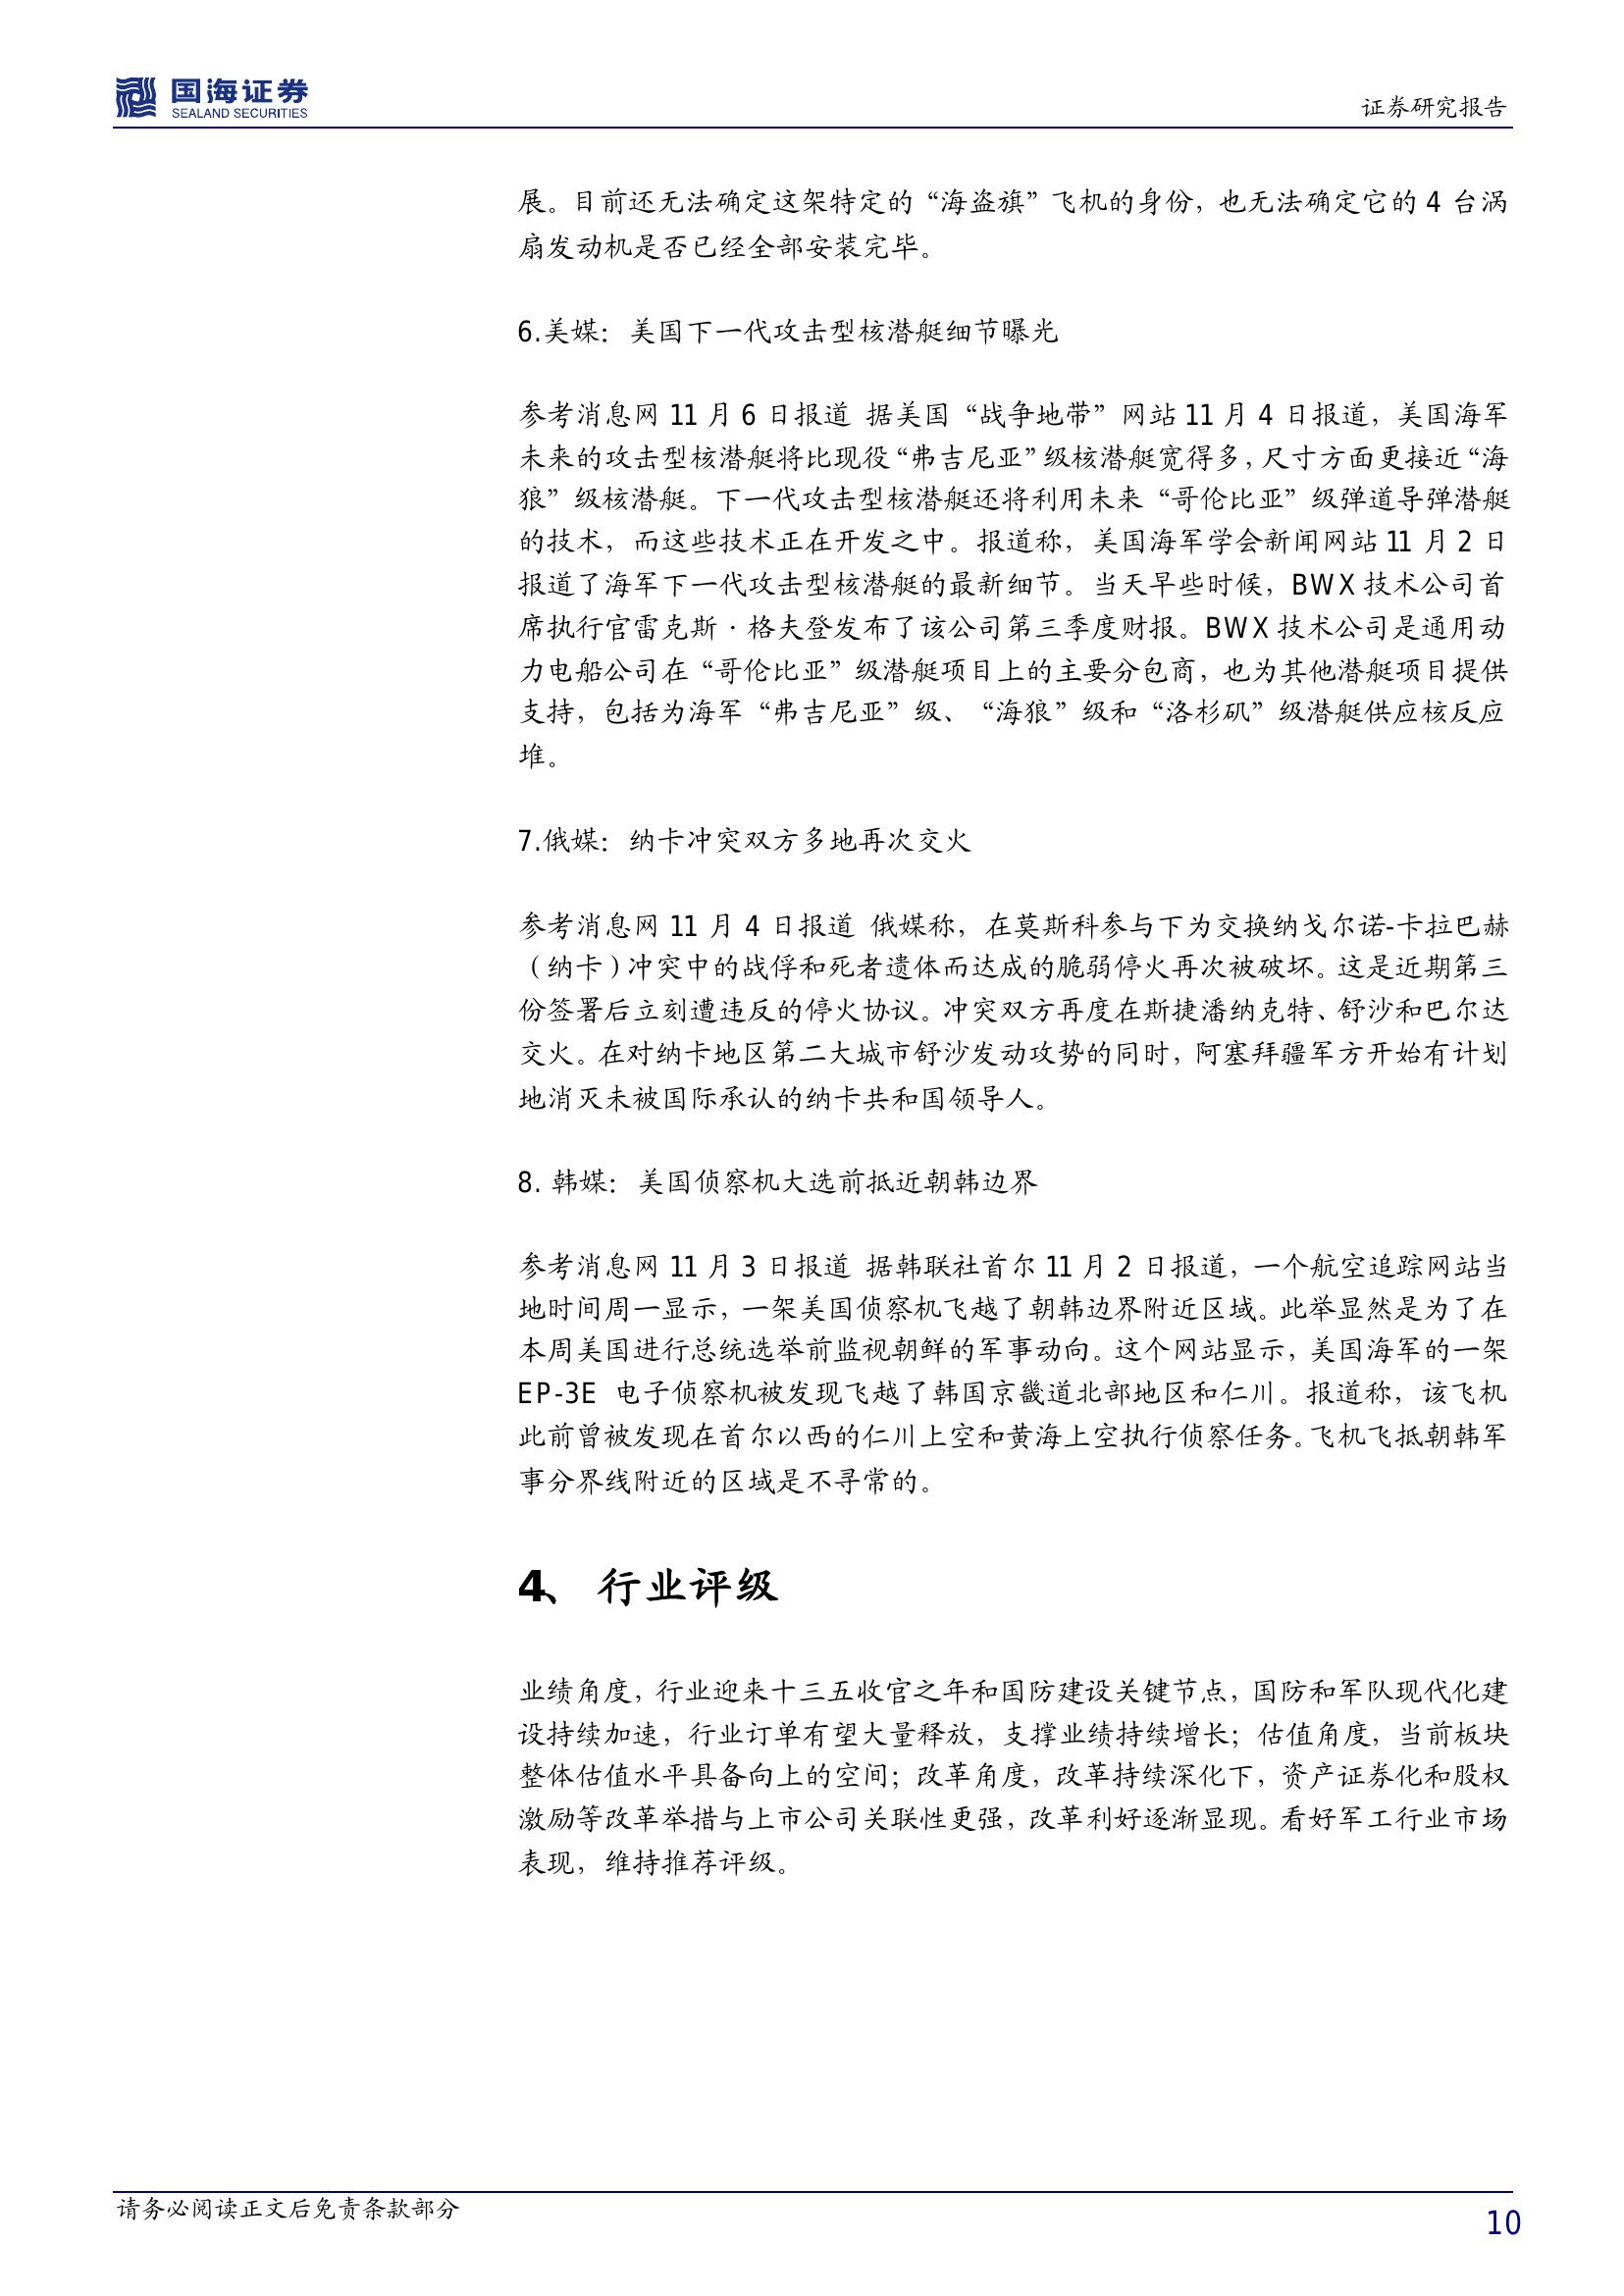 国海证券
SEALAND SECURITIES
证券研究报告
展。目前还无法确定这架特定的“海盗旗”飞机的身份，也无法确定它的 4 台涡
扇发动机是否已经全部安装完毕。
6.美媒：美国下一代攻击型核潜艇细节曝光
参考消息网 11 月 6 日报道 据美国“战争地带”网站 11 月 4 日报道，美国海军
未来的攻击型核潜艇将比现役“弗吉尼亚”级核潜艇宽得多，尺寸方面更接近“海
狼”级核潜艇。下一代攻击型核潜艇还将利用未来“哥伦比亚”级弹道导弹潜艇
的技术，而这些技术正在开发之中。报道称，美国海军学会新闻网站 11 月 2 日
报道了海军下一代攻击型核潜艇的最新细节。当天早些时候，BWX 技术公司首
席执行官雷克斯·格夫登发布了该公司第三季度财报。BWX 技术公司是通用动
力电船公司在“哥伦比亚”级潜艇项目上的主要分包商，也为其他潜艇项目提供
支持，包括为海军“弗吉尼亚”级、“海狼”级和“洛杉矶”级潜艇供应核反应
堆。
7.俄媒：纳卡冲突双方多地再次交火
参考消息网 11 月 4 日报道 俄媒称，在莫斯科参与下为交换纳戈尔诺-卡拉巴赫
（纳卡）冲突中的战俘和死者遗体而达成的脆弱停火再次被破坏。这是近期第三
份签署后立刻遭违反的停火协议。冲突双方再度在斯捷潘纳克特、舒沙和巴尔达
交火。在对纳卡地区第二大城市舒沙发动攻势的同时，阿塞拜疆军方开始有计划
地消灭未被国际承认的纳卡共和国领导人。
8. 韩媒：美国侦察机大选前抵近朝韩边界
参考消息网 11 月 3 日报道 据韩联社首尔 11 月 2 日报道，一个航空追踪网站当
地时间周一显示，一架美国侦察机飞越了朝韩边界附近区域。此举显然是为了在
本周美国进行总统选举前监视朝鲜的军事动向。这个网站显示，美国海军的一架
EP-3E 电子侦察机被发现飞越了韩国京畿道北部地区和仁川。报道称，该飞机
此前曾被发现在首尔以西的仁川上空和黄海上空执行侦察任务。飞机飞抵朝韩军
事分界线附近的区域是不寻常的。
4、 行业评级
业绩角度，行业迎来十三五收官之年和国防建设关键节点，国防和军队现代化建
设持续加速，行业订单有望大量释放，支撑业绩持续增长；估值角度，当前板块
整体估值水平具备向上的空间；改革角度，改革持续深化下，资产证券化和股权
激励等改革举措与上市公司关联性更强，改革利好逐渐显现。看好军工行业市场
表现，维持推荐评级。
请务必阅读正文后免责条款部分
10